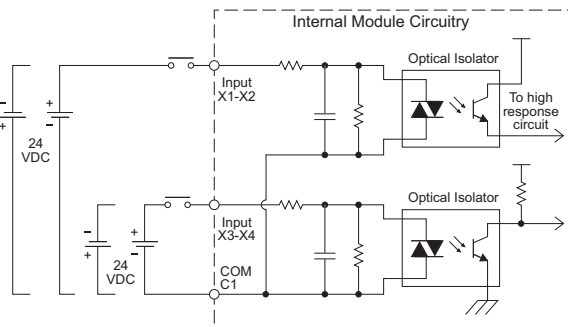 Internal Module Circuitry
Optical Isolator
Input
X1-X2
To high
response
circuit
-
+
+
-
24
VDC
Optical Isolator
Input
X3-X4
-
+
+
-
24
VDC
COM
C1